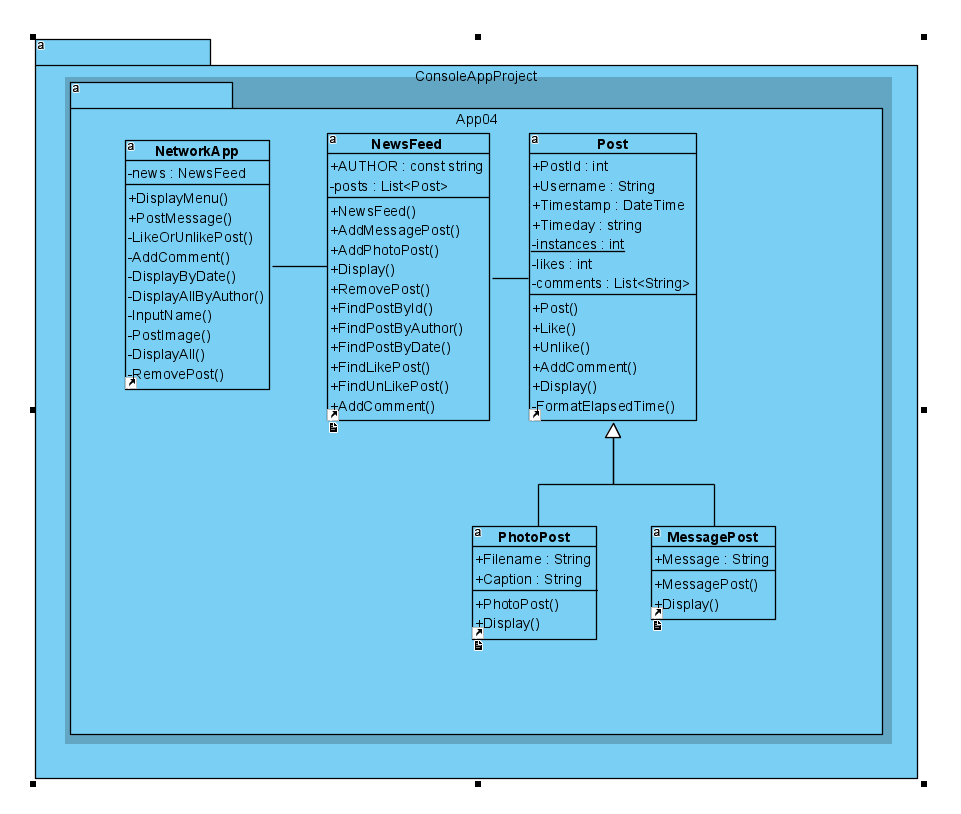 a
ConsoleAppProject
a
App04
a
NetworkApp
-news : NewsFeed
+DisplayMenu()
+PostMessage()
-LikeOrUnlikePost()
-AddComment()
-DisplayByDate()
-DisplayAllByAuthor()
-InputName()
-PostImage()
-DisplayAll()
-RemovePost()
a
NewsFeed
+AUTHOR : const string
-posts : List<Post>
+NewsFeed()
+AddMessagePost()
+AddPhotoPost()
+Display()
+RemovePost()
+FindPostById()
+FindPostByAuthor()
+FindPostByDate()
+FindLikePost()
+FindUnLikePost()
+AddComment()
a
Post
+PostId : int
+Username : String
+Timestamp : DateTime
+Timeday : string
-instances : int
-likes : int
-comments : List<String>
+Post()
+Like()
+Unlike()
+AddComment()
+Display()
-FormatElapsedTime()
a
PhotoPost
+Filename : String
+Caption : String
+PhotoPost()
+Display()
a
MessagePost
+Message : String
+MessagePost()
+Display()